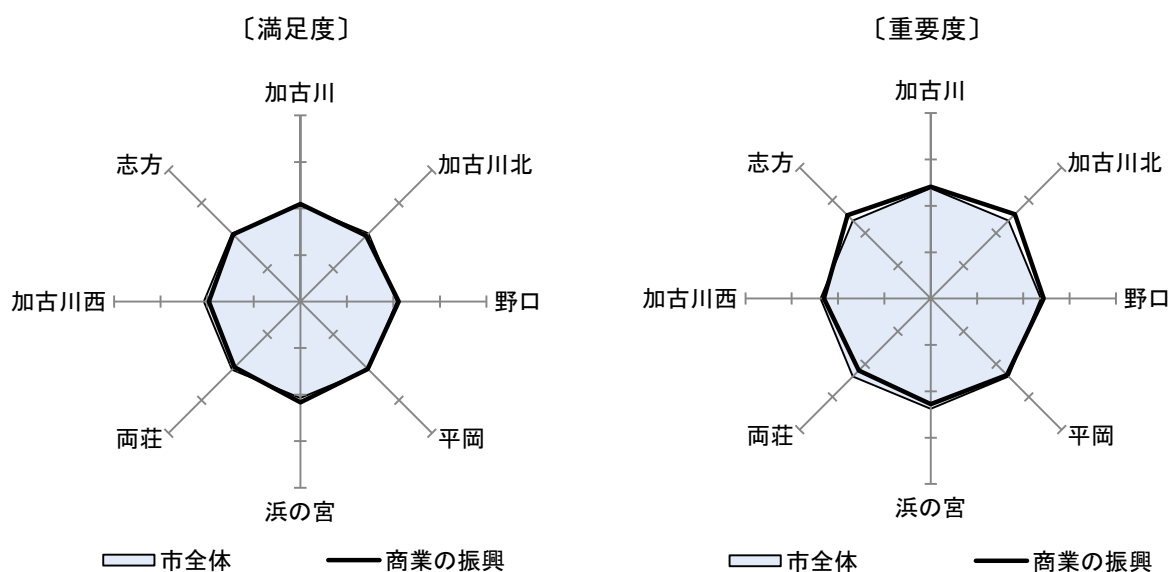 〔満足度〕
加古川
志方
加古川北
加古川西
野口
両荘
平岡
浜の宮
市全体
商業の振興
〔重要度〕
加古川
志方
加古川北
加古川西
野口
両荘
平岡
浜の宮
市全体
商業の振興